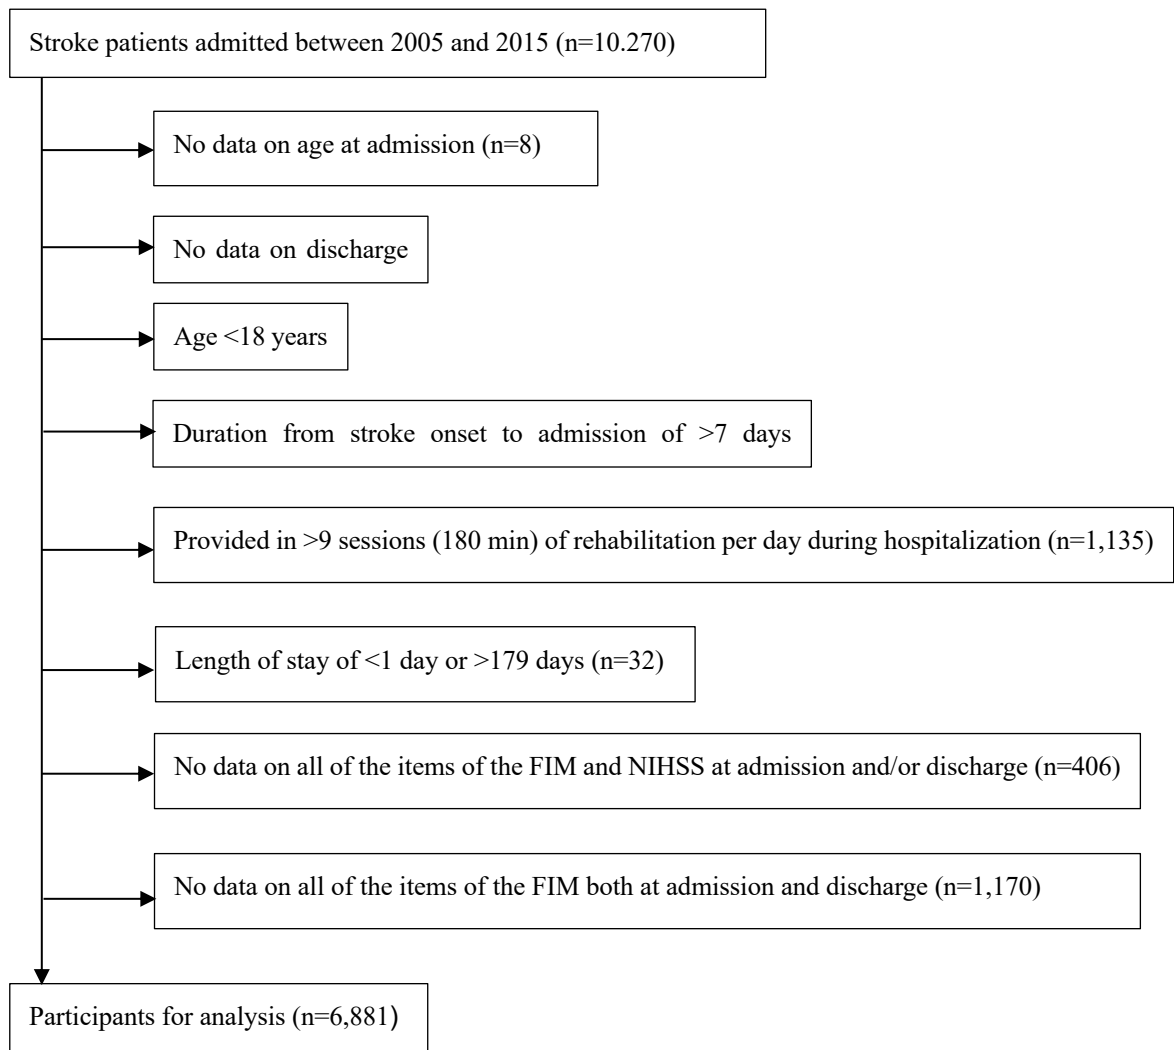 Stroke patients admitted between 2005 and 2015 (n=10.270)
No data on age at admission (n=8)
No data on discharge
Age <18 years
Duration from stroke onset to admission of >7 days
Provided in >9 sessions (180 min) of rehabilitation per day during hospitalization (n=1,135)
Length of stay of <1 day or >179 days (n=32)
No data on all of the items of the FIM and NIHSS at admission and/or discharge (n=406)
No data on all of the items of the FIM both at admission and discharge (n=1,170)
Participants for analysis (n=6,881)